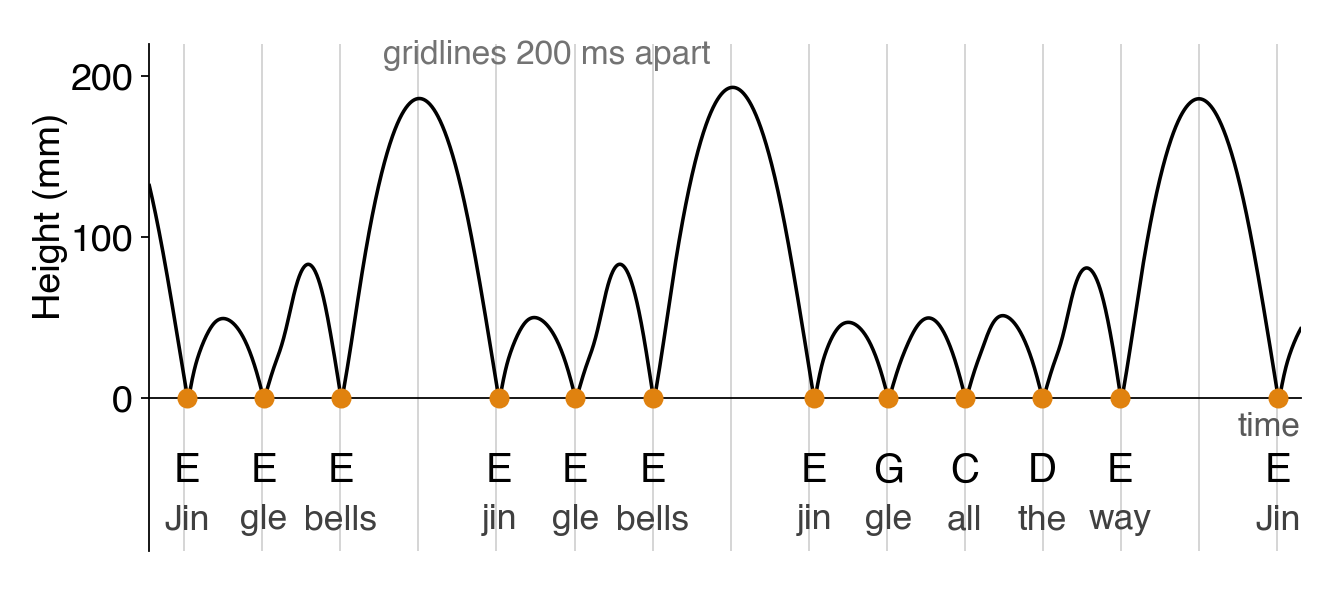 gridlines 200 ms apart
200
100
0
Height (mm)
time
E E E E E E E G C D E E
Jin gle bells jin gle bells jin gle all the way Jin